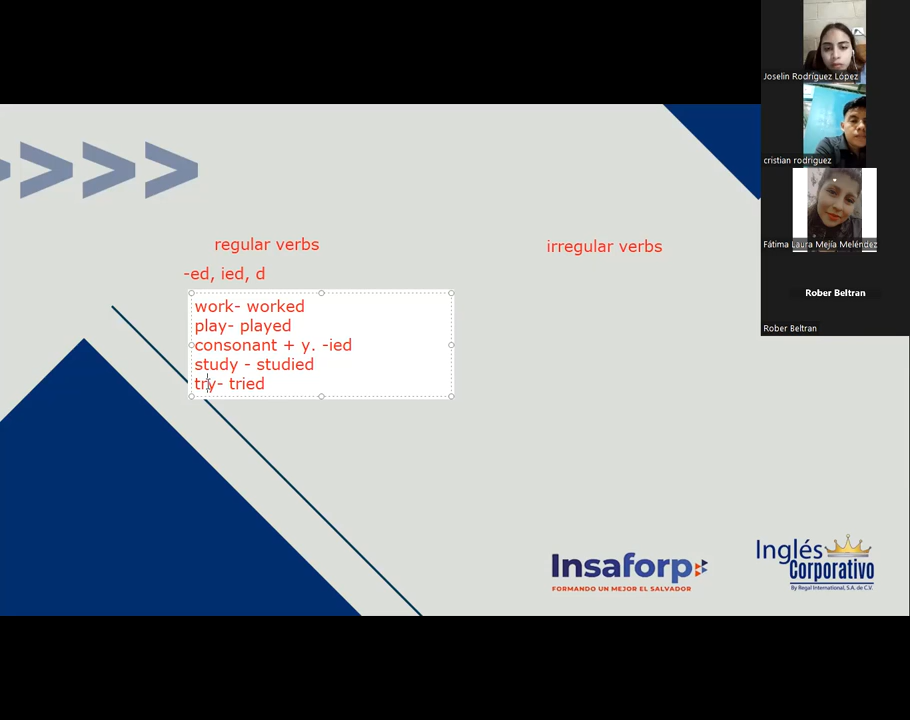 Joselin Rodríguez López
cristian rodriguez
Fátima Laura Mejía Meléndez
Rober Beltran
Rober Beltran
regular verbs
irregular verbs
-ed, ied, d
work- worked
play- played
consonant + y. -ied
study - studied
try- tried
Insaforp
FORMANDO UN MEJOR EL SALVADOR
Inglés
Corporativo
By Regal International, S.A. de C.V.